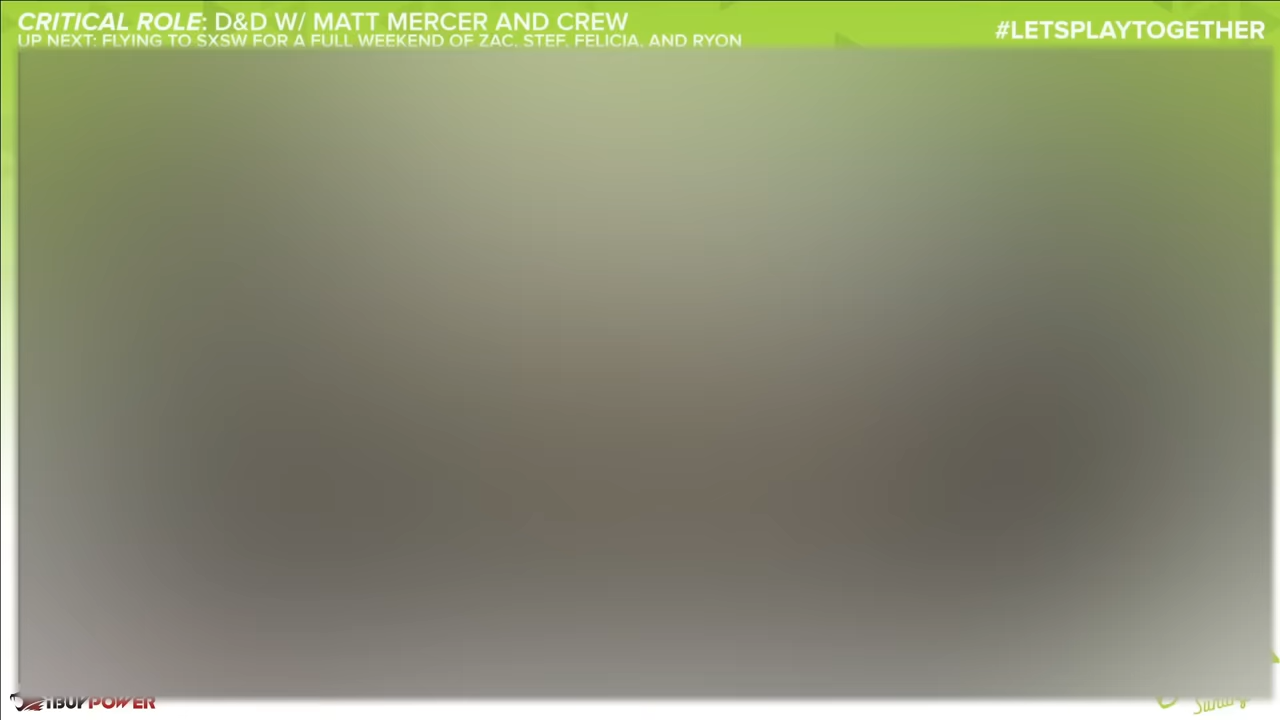 CRITICAL ROLE: D&D W/ MATT MERCER AND CREW
UP NEXT: FLYING TO SXSW FOR A FULL WEEKEND OF ZAC, STEF, FELICIA, AND RYON
#LETSPLAYTOGETHER
iBUYPOWER